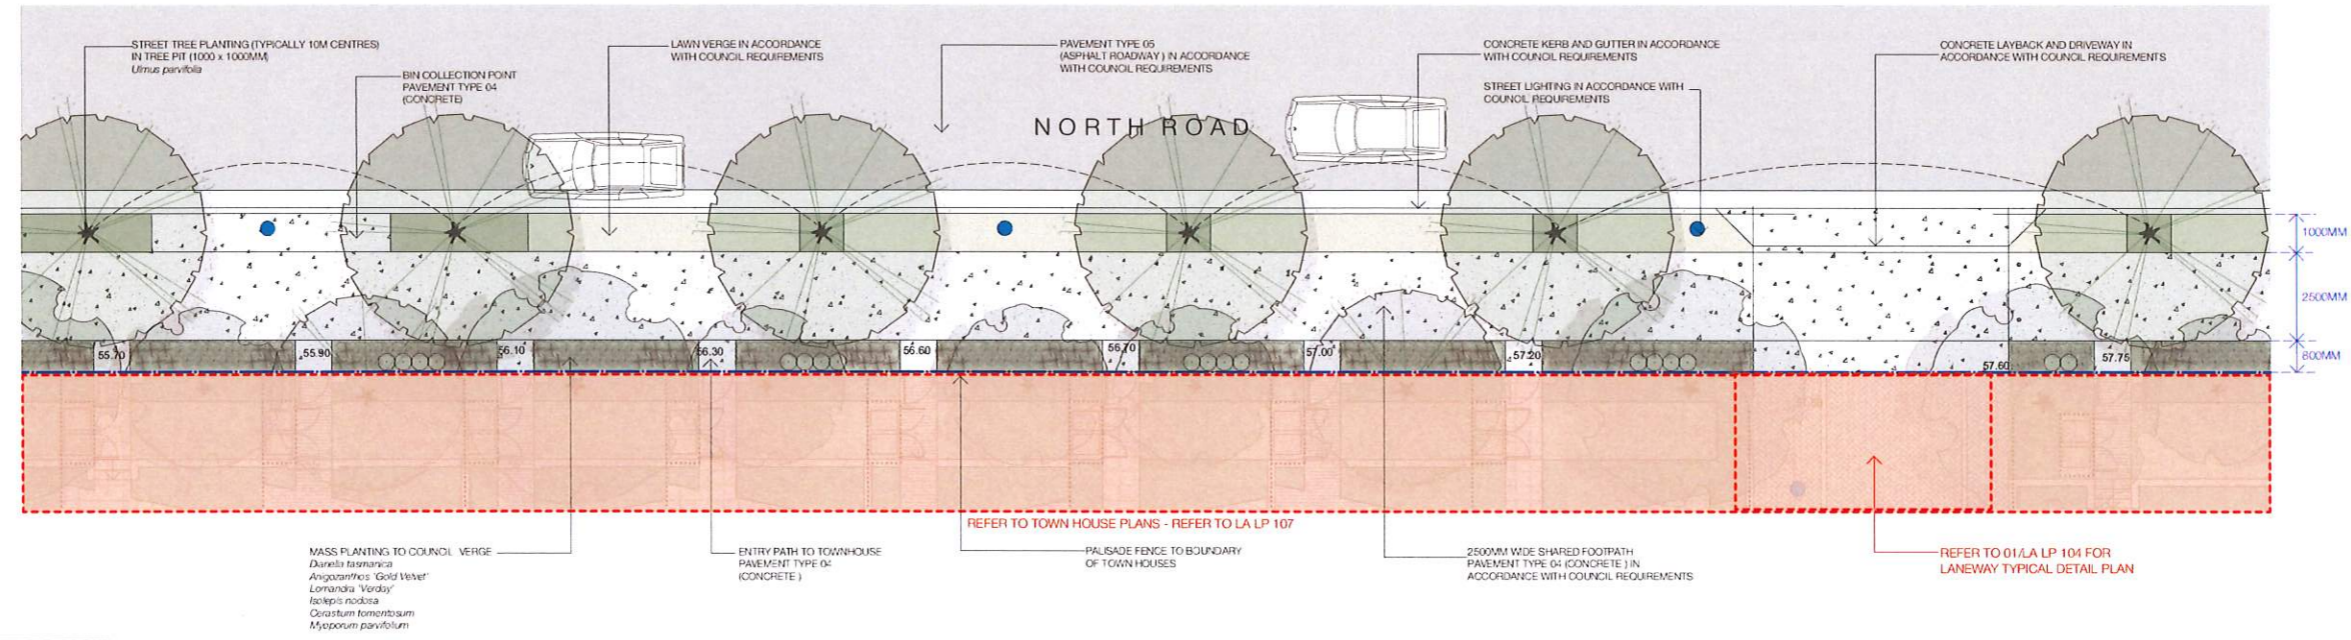 STREET TREE PLANTING (TYPICALLY 10M CENTRES)
IN TREE PIT (1000 x 1000MM)
Ulmus parvifolia
BIN COLLECTION POINT
PAVEMENT TYPE 04
(CONCRETE)
LAWN VERGE IN ACCORDANCE
WITH COUNCIL REQUIREMENTS
PAVEMENT TYPE 05
(ASPHALT ROADWAY ) IN ACCORDANCE
WITH COUNCIL REQUIREMENTS
CONCRETE KERB AND GUTTER IN ACCORDANCE
WITH COUNCIL REQUIREMENTS
STREET LIGHTING IN ACCORDANCE WITH
COUNCIL REQUIREMENTS
CONCRETE LAYBACK AND DRIVEWAY IN
ACCORDANCE WITH COUNCIL REQUIREMENTS
NORTH ROAD
1000MM
2500MM
800MM
55.70
55.90
56.10
56.30
56.60
56.70
57.00
57.20
57.60
57.75
REFER TO TOWN HOUSE PLANS - REFER TO LA LP 107
MASS PLANTING TO COUNCIL VERGE
Dianella tasmanica
Anigozanthos 'Gold Velvet'
Lomandra 'Verday'
Isolepis nodosa
Cerastium tomentosum
Myoporum parvifolium
ENTRY PATH TO TOWNHOUSE
PAVEMENT TYPE 04
(CONCRETE )
PALISADE FENCE TO BOUNDARY
OF TOWN HOUSES
2500MM WIDE SHARED FOOTPATH
PAVEMENT TYPE 04 (CONCRETE ) IN
ACCORDANCE WITH COUNCIL REQUIREMENTS
REFER TO 01/LA LP 104 FOR
LANEWAY TYPICAL DETAIL PLAN